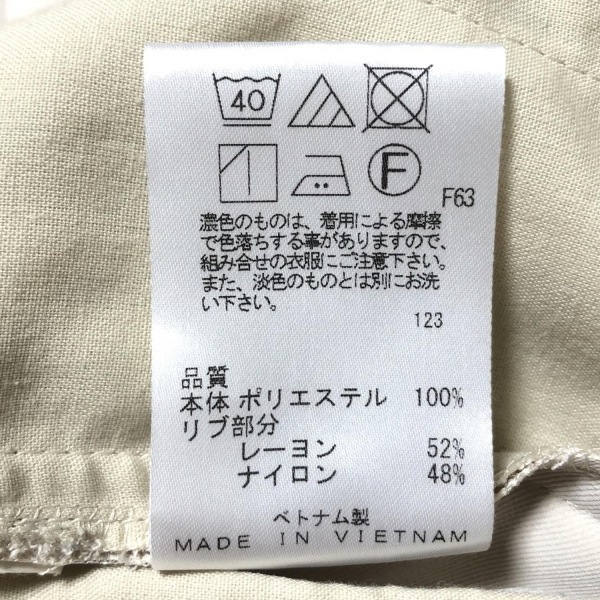 40
F
F63
濃色のものは、着用による摩擦
で色落ちする事がありますので、
組み合せの衣服にご注意下さい。
また、淡色のものとは別にお洗
い下さい。
123
品質
本体 ポリエステル 100%
リブ部分
レーヨン 52%
ナイロン 48%
ベトナム製
MADE IN VIETNAM